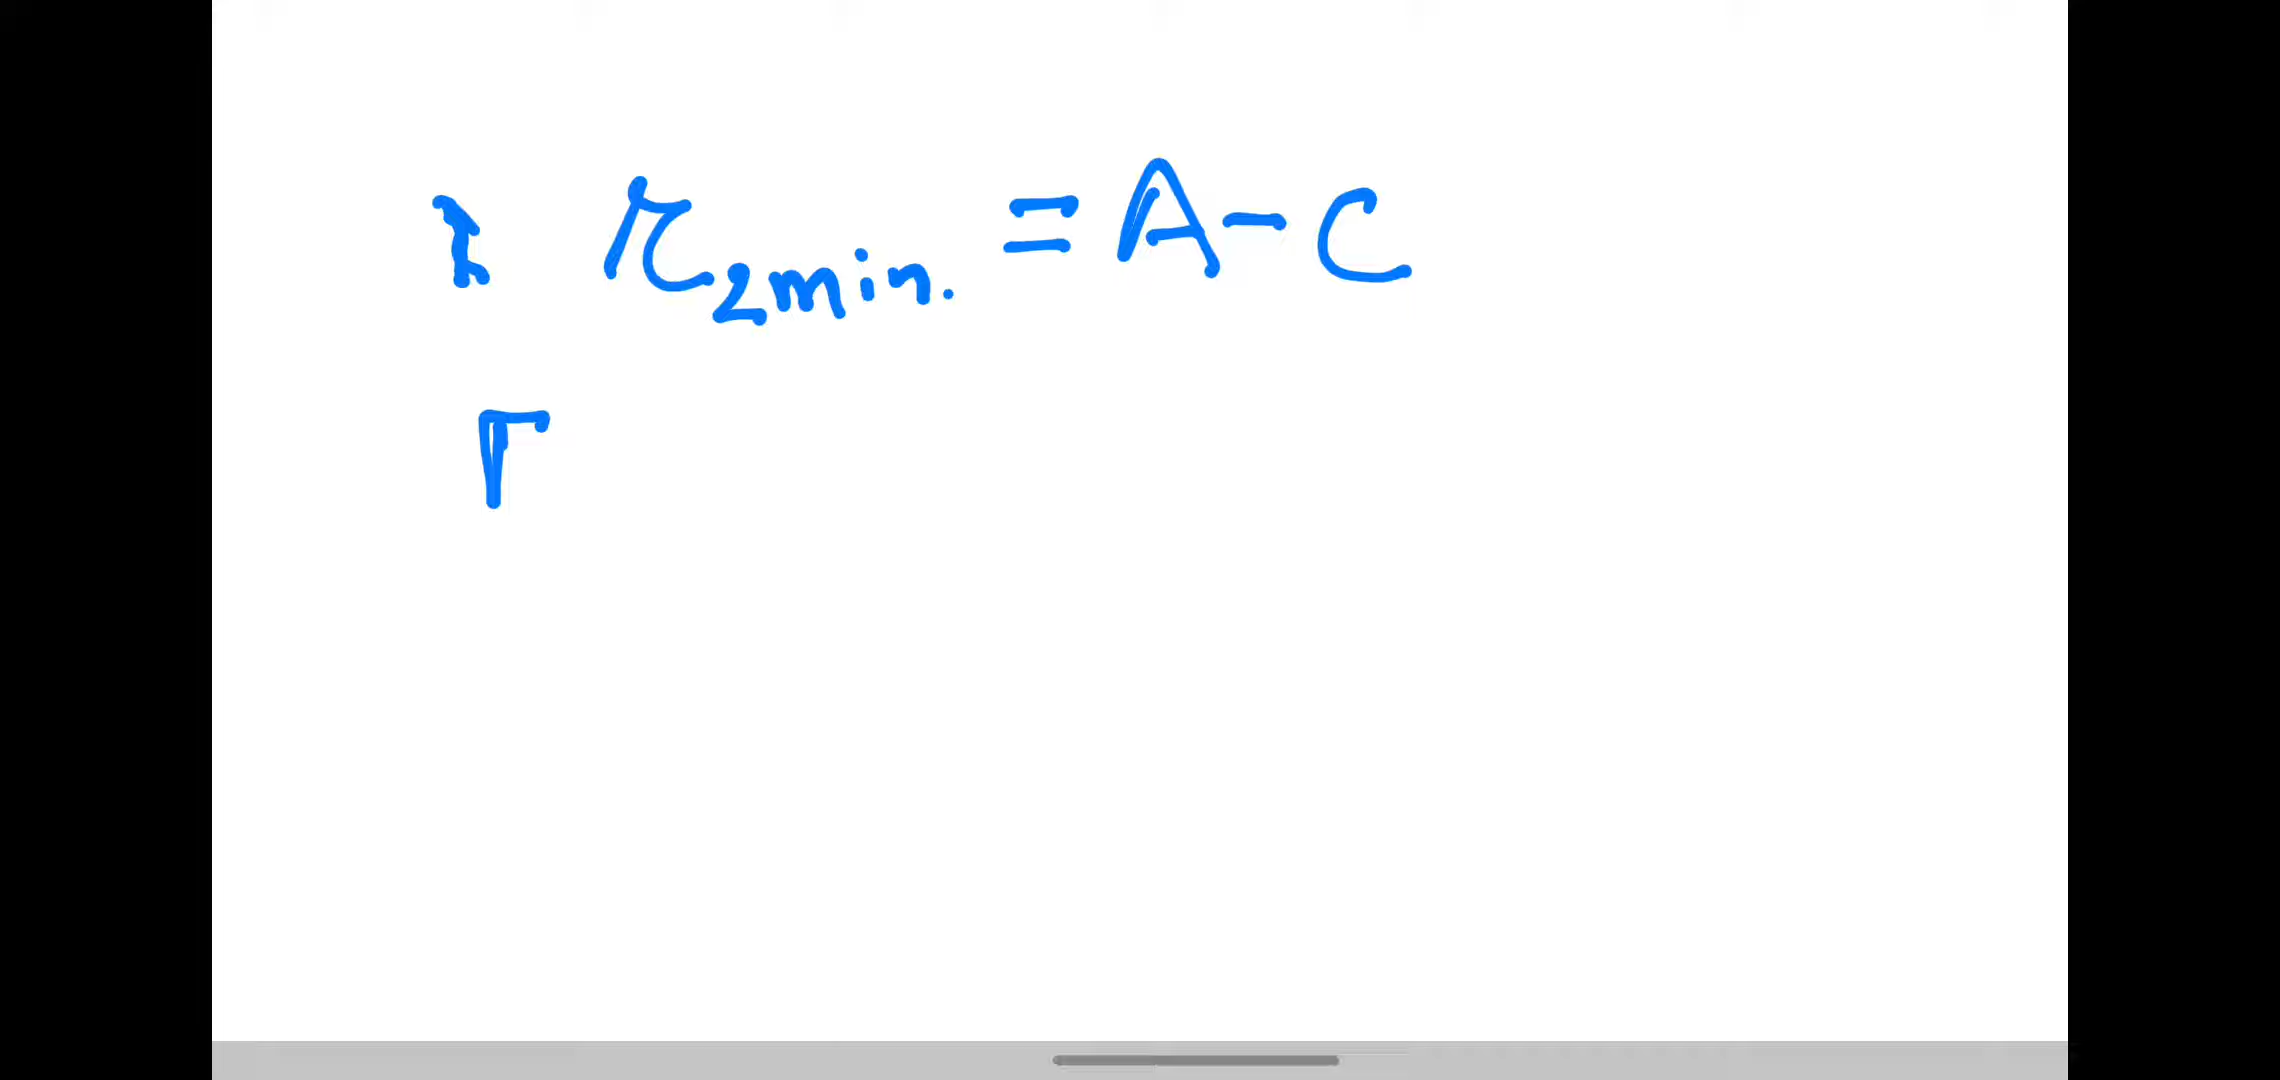 r₂min. = A - C
Γ